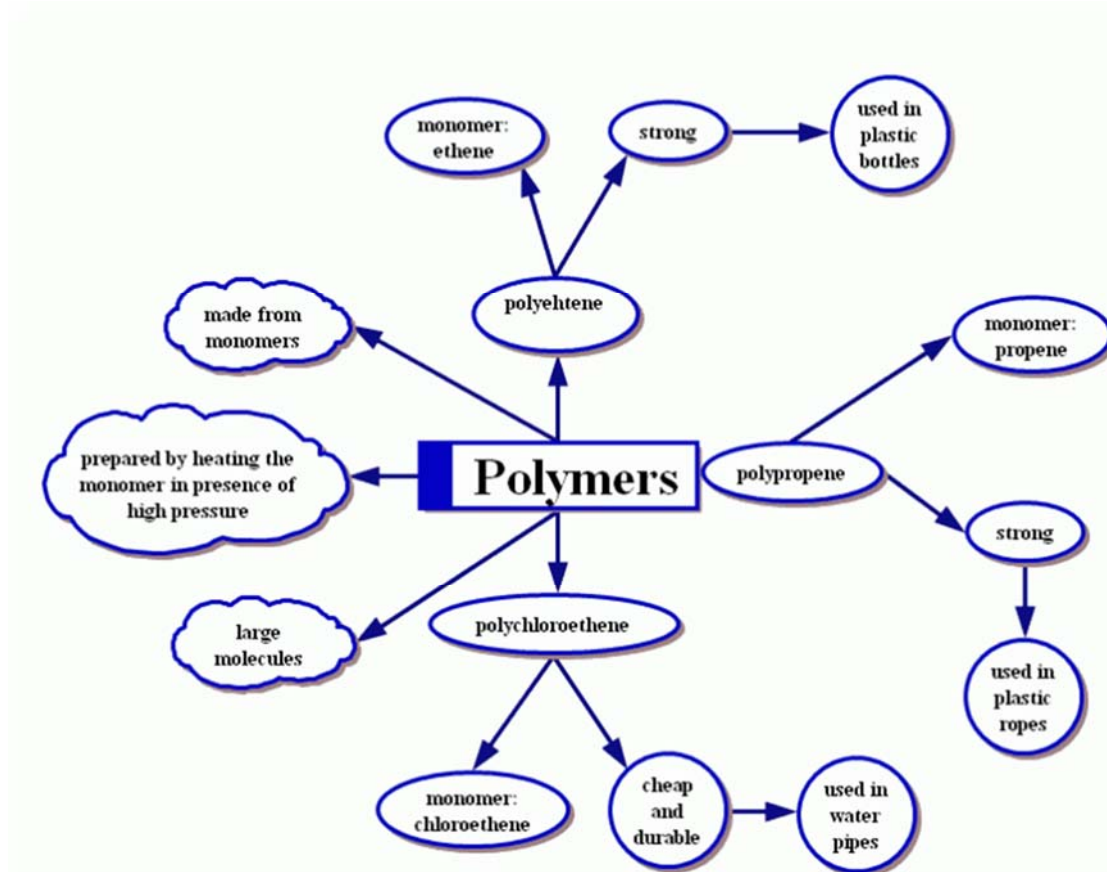 monomer:
ethene
strong
used in
plastic
bottles
polyehtene
made from
monomers
monomer:
propene
prepared by heating the
monomer in presence of
high pressure
Polymers
polypropene
strong
large
molecules
polychloroethene
used in
plastic
ropes
monomer:
chloroethene
cheap
and
durable
used in
water
pipes